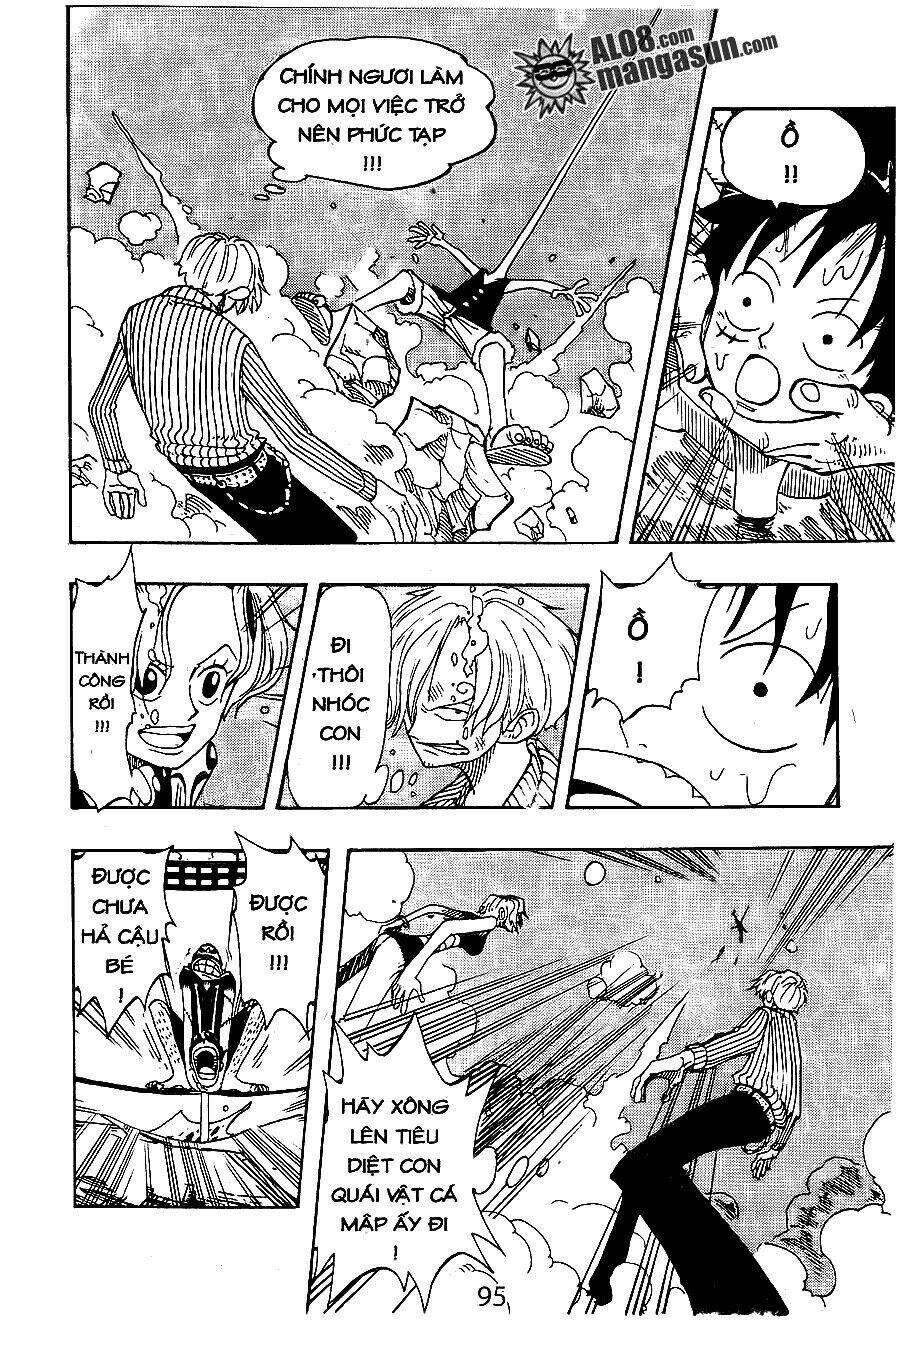 ALO8.com
mangasun.com
CHÍNH NGƯƠI LÀM
CHO MỌI VIỆC TRỞ
NÊN PHỨC TẠP
!!!
Ồ
!!
THÀNH
CÔNG RỒI
!!!
ĐI
THÔI
NHÓC
CON
!!!
Ồ
!
ĐƯỢC
CHƯA
HẢ CẬU
BÉ
!
ĐƯỢC
RỒI
!!!
HÃY XÔNG
LÊN TIÊU
DIỆT CON
QUÁI VẬT CÁ
MẬP ẤY ĐI
!
95